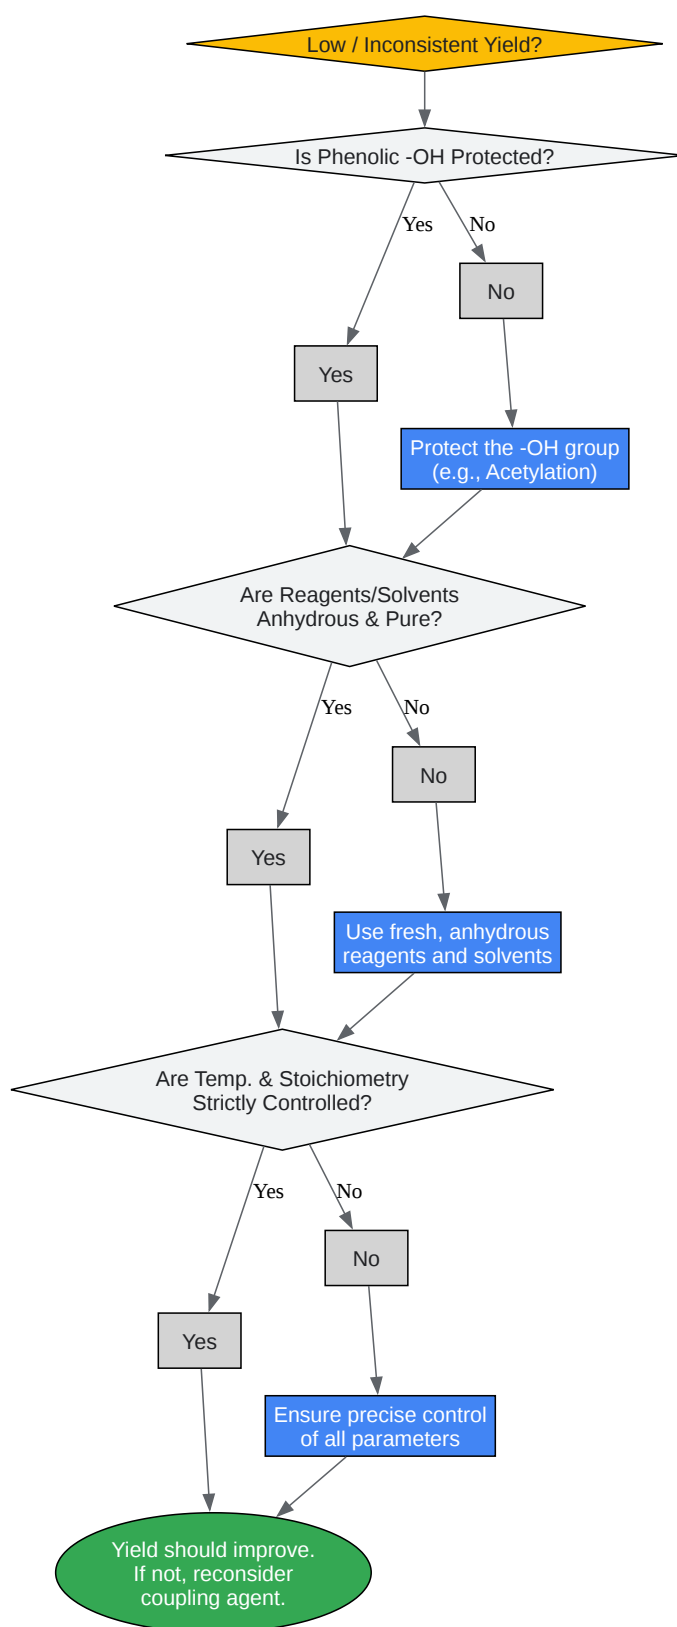 Low / Inconsistent Yield?
Is Phenolic -OH Protected?
Yes
No
No
Yes
Protect the -OH group
(e.g., Acetylation)
Are Reagents/Solvents
Anhydrous & Pure?
Yes
No
No
Yes
Use fresh, anhydrous
reagents and solvents
Are Temp. & Stoichiometry
Strictly Controlled?
Yes
No
No
Yes
Ensure precise control
of all parameters
Yield should improve.
If not, reconsider
coupling agent.